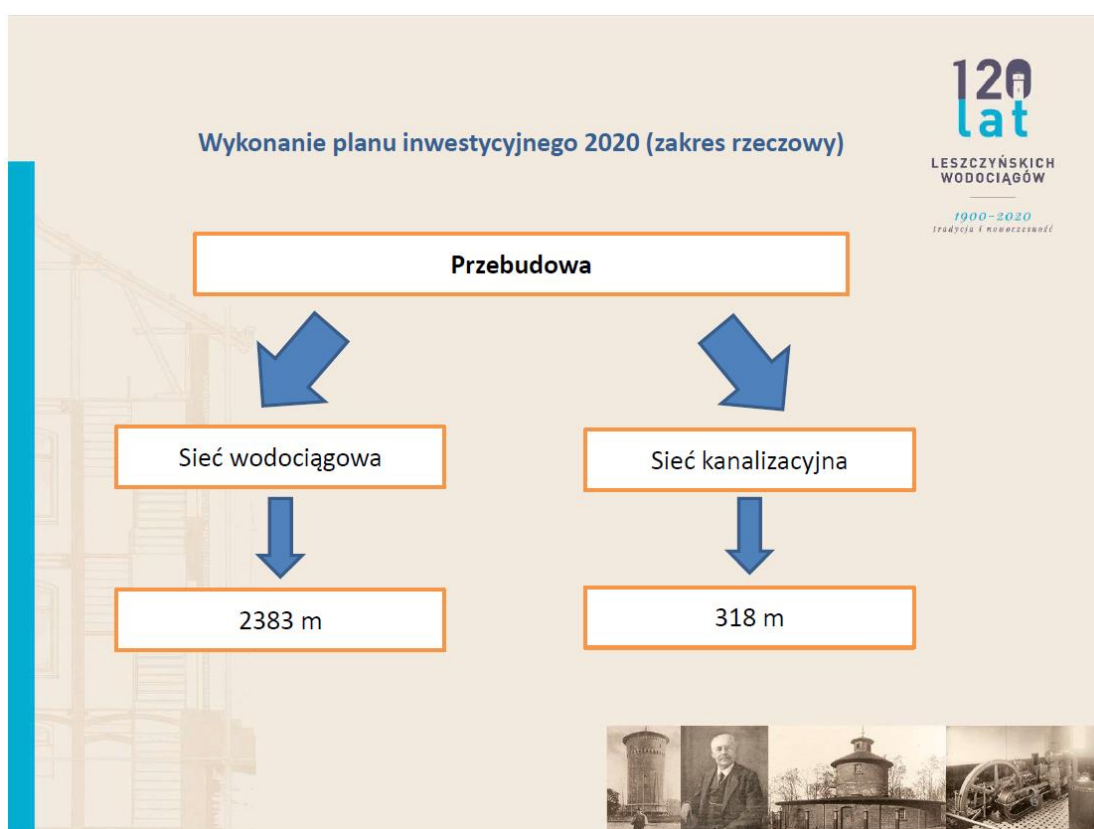 120
lat
LESZCZYŃSKICH
WODOCIĄGÓW
1900-2020
tradycja i nowoczesność
Wykonanie planu inwestycyjnego 2020 (zakres rzeczowy)
Przebudowa
Sieć wodociągowa
Sieć kanalizacyjna
2383 m
318 m